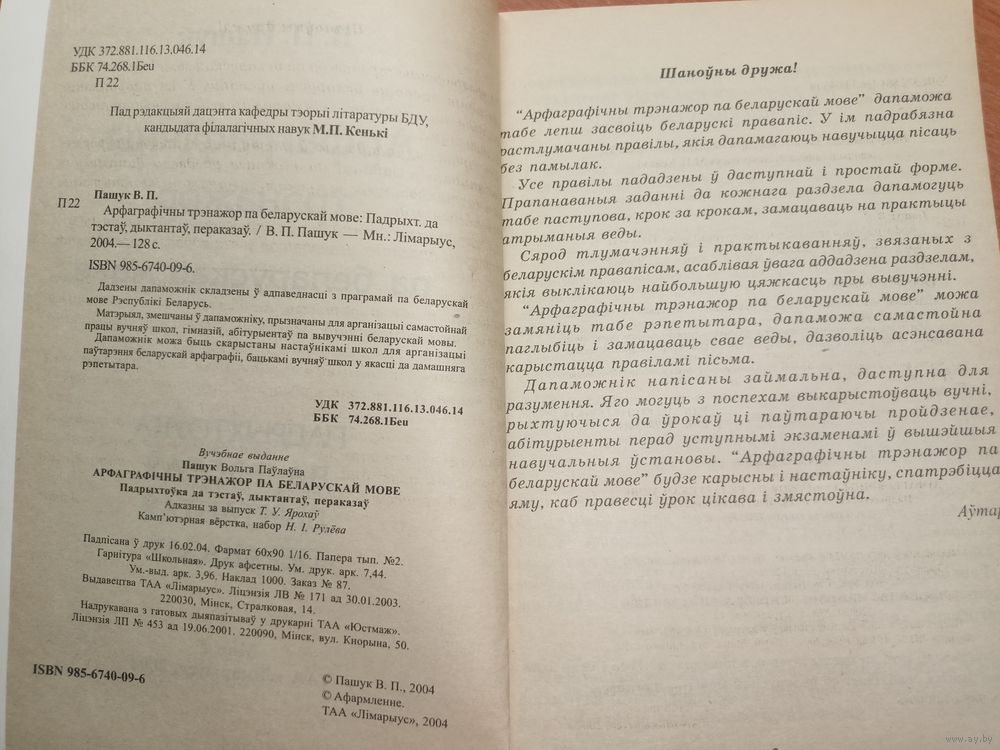 УДК 372.881.116.13.046.14
ББК 74.268.1Беи
П 22
Пад рэдакцыяй дацэнта кафедры тэорыі літаратуры БДУ,
кандыдата філалагічных навук М.П. Кенькі
Пашук В. П.
П 22
Арфаграфічны трэнажор па беларускай мове: Падрыхт. да
тэстаў, дыктантаў, пераказаў. / В. П. Пашук — Мн.: Лімарыус,
2004.— 128 с.
ISBN 985-6740-09-6.
Дадзены дапаможнік складзены ў адпаведнасці з праграмай па беларускай
мове Рэспублікі Беларусь.
Матэрыял, змешчаны ў дапаможніку, прызначаны для арганізацыі самастойнай
працы вучняў школ, гімназій, абітурыентаў па вывучэнні беларускай мовы.
Дапаможнік можа быць скарыстаны настаўнікамі школ для арганізацыі
паўтарэння беларускай арфаграфіі, бацькамі вучняў школ у якасці да дамашняга
рэпетытара.
УДК 372.881.116.13.046.14
ББК 74.268.1Беи
Вучэбнае выданне
Пашук Вольга Паўлаўна
АРФАГРАФІЧНЫ ТРЭНАЖОР ПА БЕЛАРУСКАЙ МОВЕ
Падрыхтоўка да тэстаў, дыктантаў, пераказаў
Адказны за выпуск Т. У. Ярохаў
Камп'ютэрная вёрстка, набор Н. І. Рулёва
Падпісана ў друк 16.02.04. Фармат 60х90 1/16. Папера тып. №2.
Гарнітура «Школьная». Друк афсетны. Ум. друк. арк. 7,44.
Ум.-выд. арк. 3,96. Наклад 1000. Заказ № 87.
Выдавецтва ТАА «Лімарыус». Ліцэнзія ЛВ № 171 ад 30.01.2003.
220030, Мінск, Стралковая, 14.
Надрукавана з гатовых дыяпазітываў у друкарні ТАА «Юстмаж».
Ліцэнзія ЛП № 453 ад 19.06.2001. 220090, Мінск, вул. Кнорына, 50.
ISBN 985-6740-09-6
© Пашук В. П., 2004
© Афармленне.
ТАА «Лімарыус», 2004
Шаноўны дружа!
“Арфаграфічны трэнажор па беларускай мове” дапаможа
табе лепш засвоіць беларускі правапіс. У ім падрабязна
растлумачаны правілы, якія дапамагаюць навучыцца пісаць
без памылак.
Усе правілы пададзены ў даступнай і простай форме.
Прапанаваныя заданні да кожнага раздзела дапамогуць
табе паступова, крок за крокам, замацаваць на практыцы
атрыманыя веды.
Сярод тлумачэнняў і практыкаванняў, звязаных з
беларускім правапісам, асаблівая ўвага аддадзена раздзелам,
якія выклікаюць найбольшую цяжкасць пры вывучэнні.
“Арфаграфічны трэнажор па беларускай мове” можа
замяніць табе рэпетытара, дапаможа самастойна
паглыбіць і замацаваць свае веды, дазволіць асэнсавана
карыстацца правіламі пісьма.
Дапаможнік напісаны займальна, даступна для
разумення. Яго могуць з поспехам выкарыстоўваць вучні,
рыхтуючыся да ўрокаў ці паўтараючы пройдзенае,
абітурыенты перад уступнымі экзаменамі ў вышэйшыя
навучальныя ўстановы. “Арфаграфічны трэнажор па
беларускай мове” будзе карысны і настаўніку, спатрэбіцца
яму, каб правесці ўрок цікава і змястоўна.
Аўтар
www.ay.by